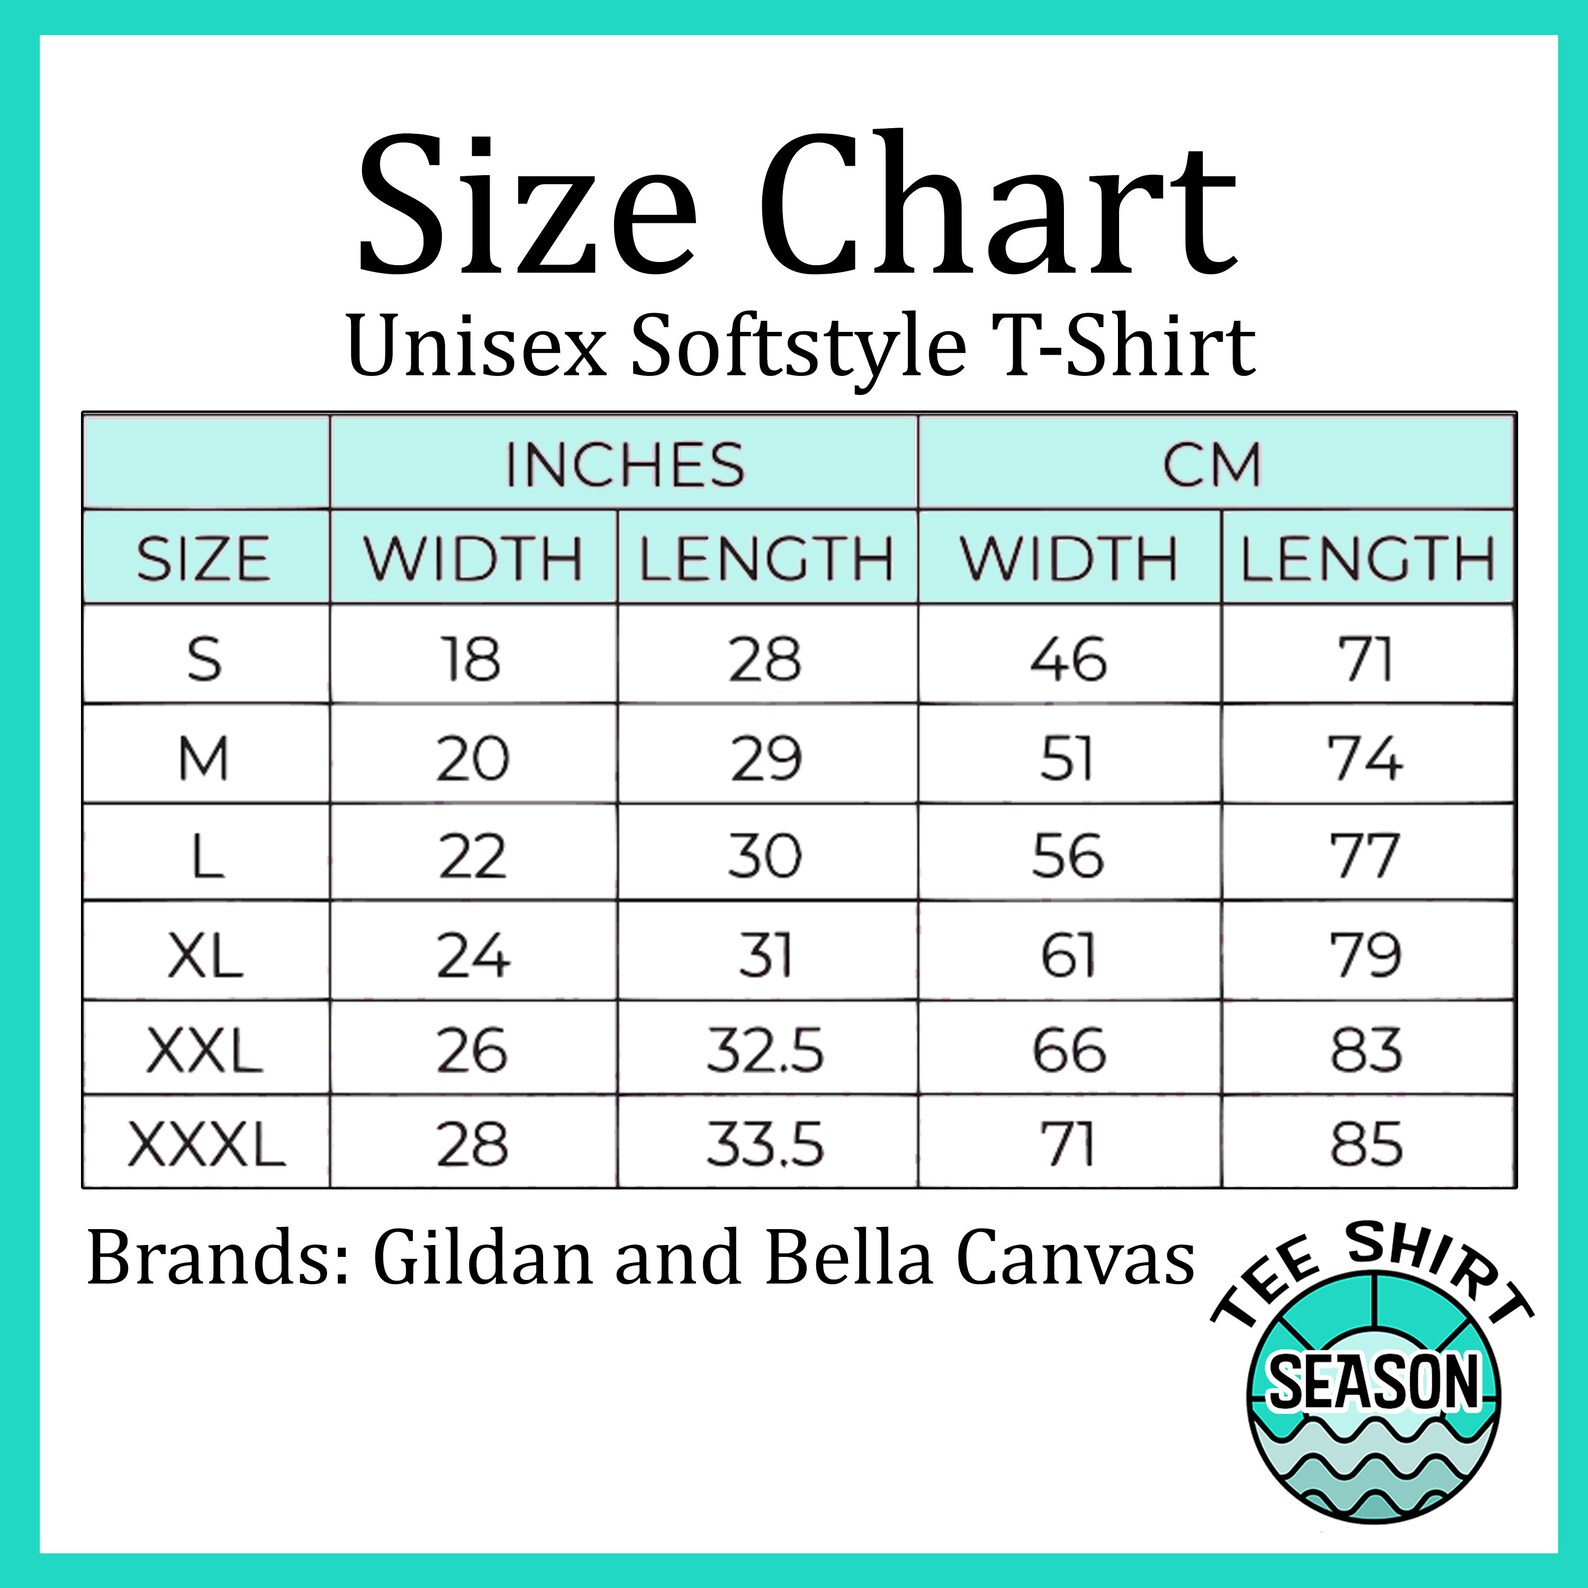 Size Chart
Unisex Softstyle T-Shirt
INCHES CM
SIZE WIDTH LENGTH WIDTH LENGTH
S 18 28 46 71
M 20 29 51 74
L 22 30 56 77
XL 24 31 61 79
XXL 26 32.5 66 83
XXXL 28 33.5 71 85
Brands: Gildan and Bella Canvas
TEE SHIRT
SEASON